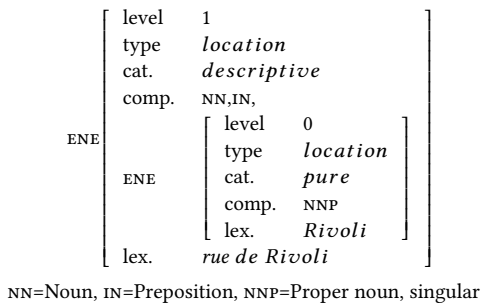 level 1
type location
cat. descriptive
comp. NN,IN,
ENE
ENE
level 0
type location
cat. pure
comp. NNP
lex. Rivoli
lex. rue de Rivoli
NN=Noun, IN=Preposition, NNP=Proper noun, singular